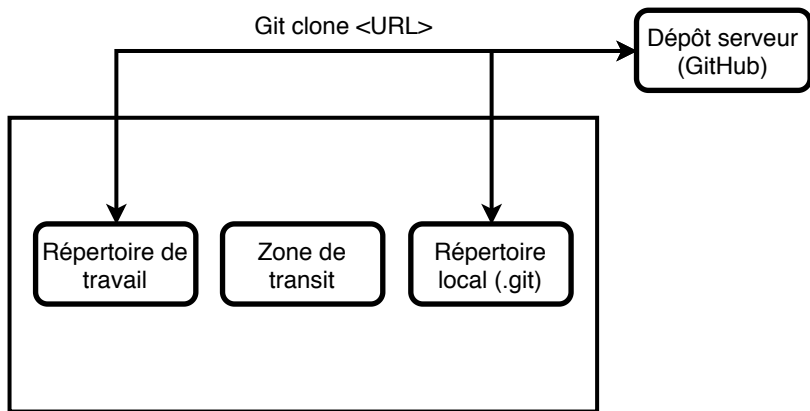 Git clone <URL>
Dépôt serveur
(GitHub)
Répertoire de
travail
Zone de
transit
Répertoire
local (.git)